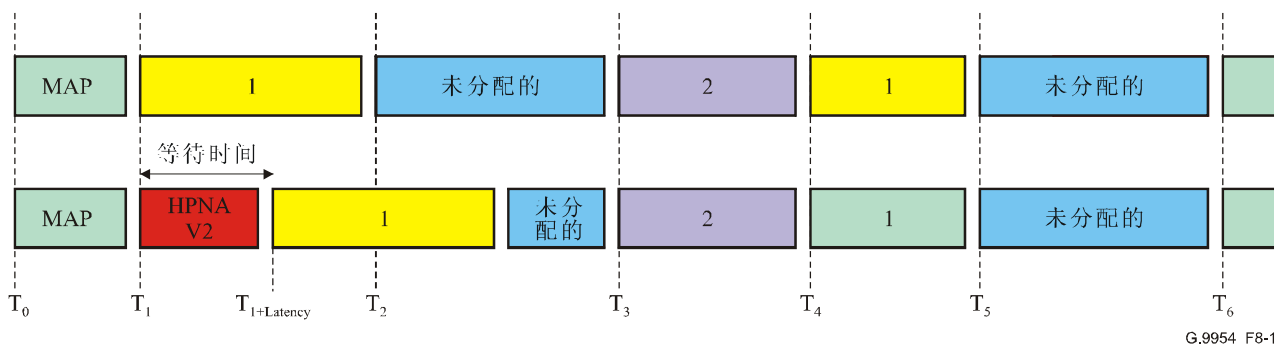 MAP 1 未分配的 2 1 未分配的
等待时间
MAP HPNA V2 1 未分配的 2 1 未分配的
T0 T1 T1+Latency T2 T3 T4 T5 T6
G.9954 F8-1